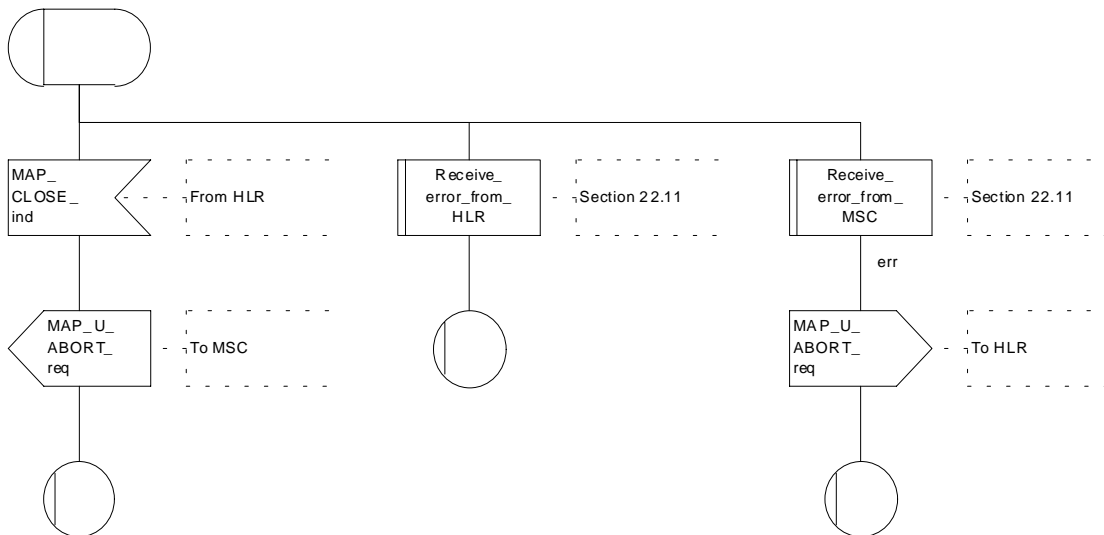 MAP_
CLOSE_
ind
From HLR
Receive_
error_from_
HLR
Section 22.11
Receive_
error_from_
MSC
Section 22.11
err
MAP_U_
ABORT_
req
To MSC
MAP_U_
ABORT_
req
To HLR